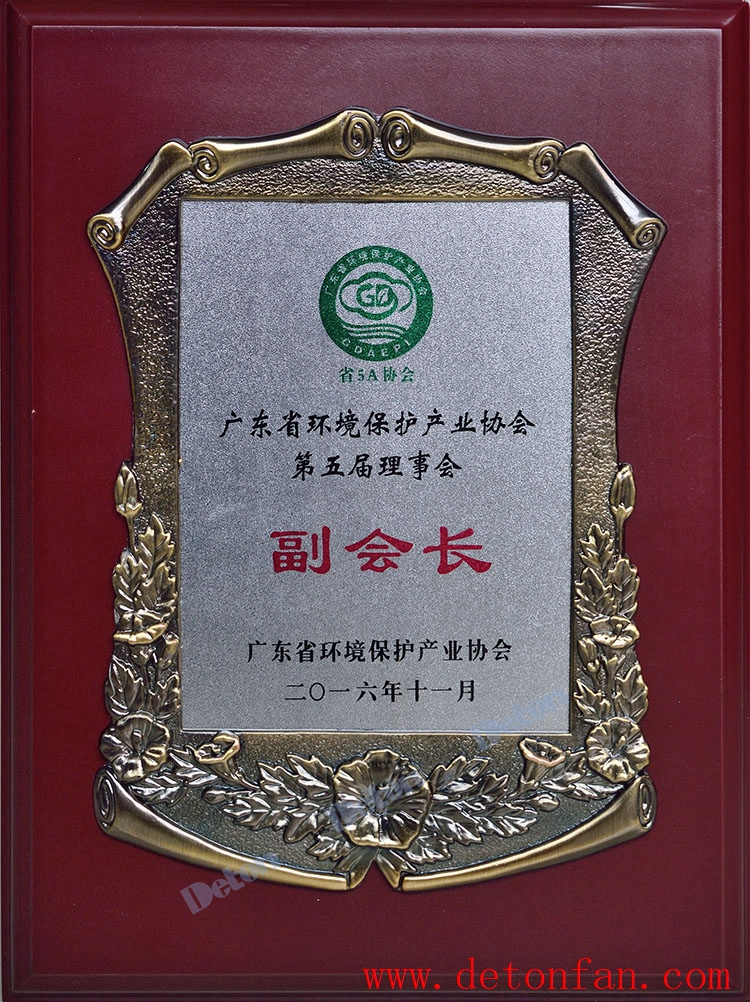 广东省环境保护产业协会
GD
GDAEPI
省5A协会
广东省环境保护产业协会
第五届理事会
副会长
广东省环境保护产业协会
二〇一六年十一月
Deton
www.detonfan.com